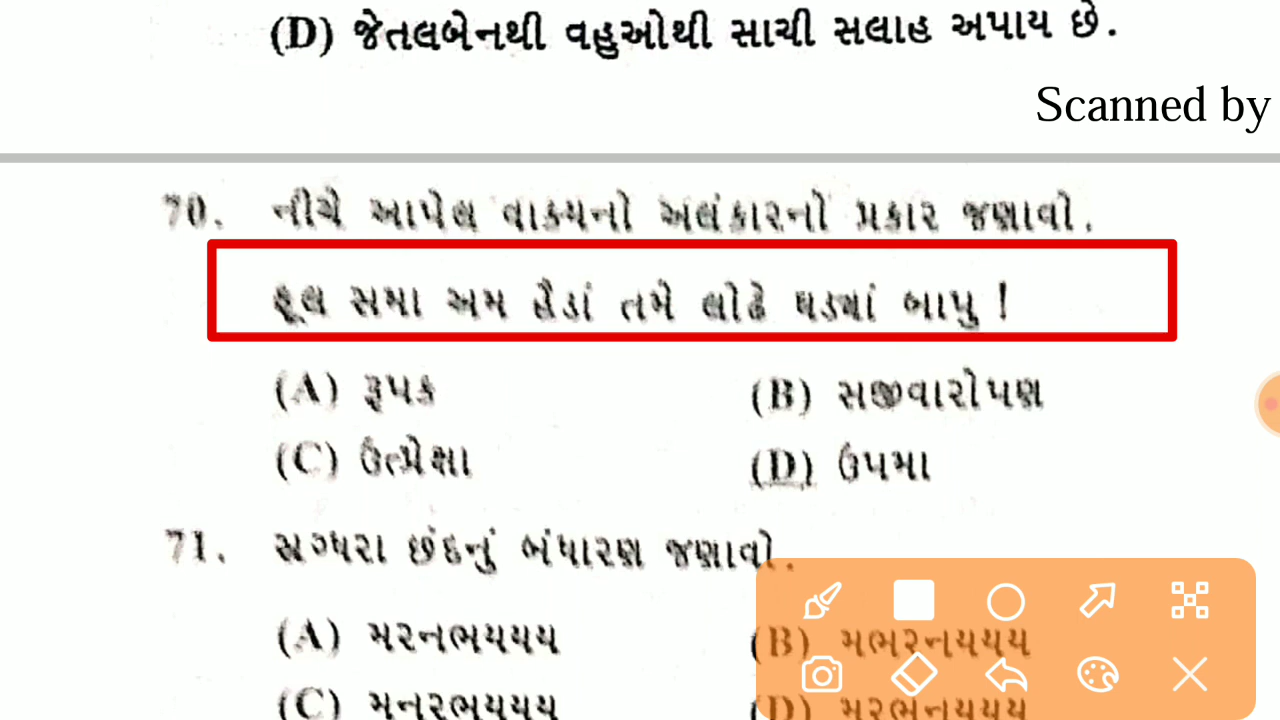 (D) જેતલબેનથી વહુઓથી સાચી સલાહ અપાય છે.
Scanned by
70. નીચે આપેલ વાક્યનો અલંકારનો પ્રકાર જણાવો.
ફૂલ સમા અમ હૈડાં તમે લોઢે ઘડ્યાં બાપુ !
(A) રૂપક (B) સજીવારોપણ
(C) ઉત્પ્રેક્ષા (D) ઉપમા
71. સ્રગ્ધરા છંદનું બંધારણ જણાવો.
(A) મરનભયયય (B) મભરનયયય
(C) મનરભયયય (D) મરભનયયય